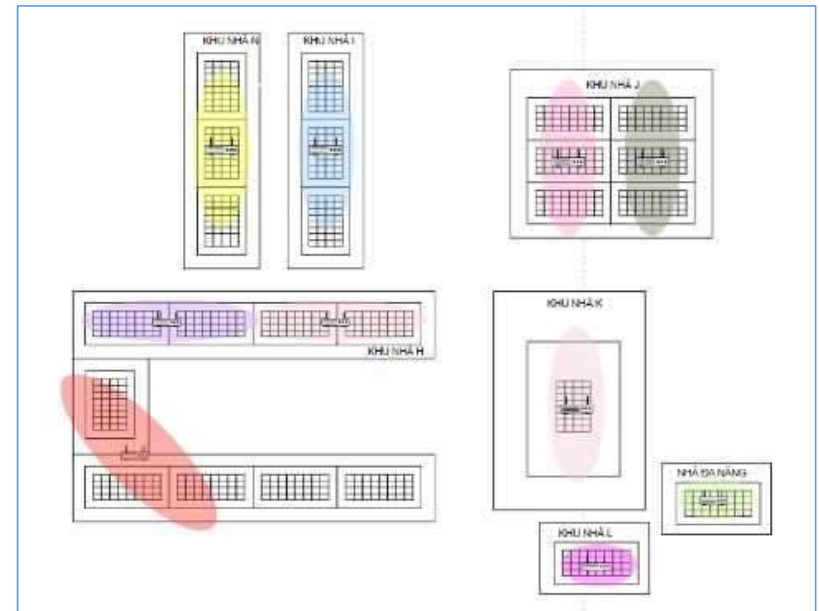 KHU NHÀ N
KHU NHÀ I
KHU NHÀ J
KHU NHÀ H
KHU NHÀ K
NHÀ ĐA NĂNG
KHU NHÀ L